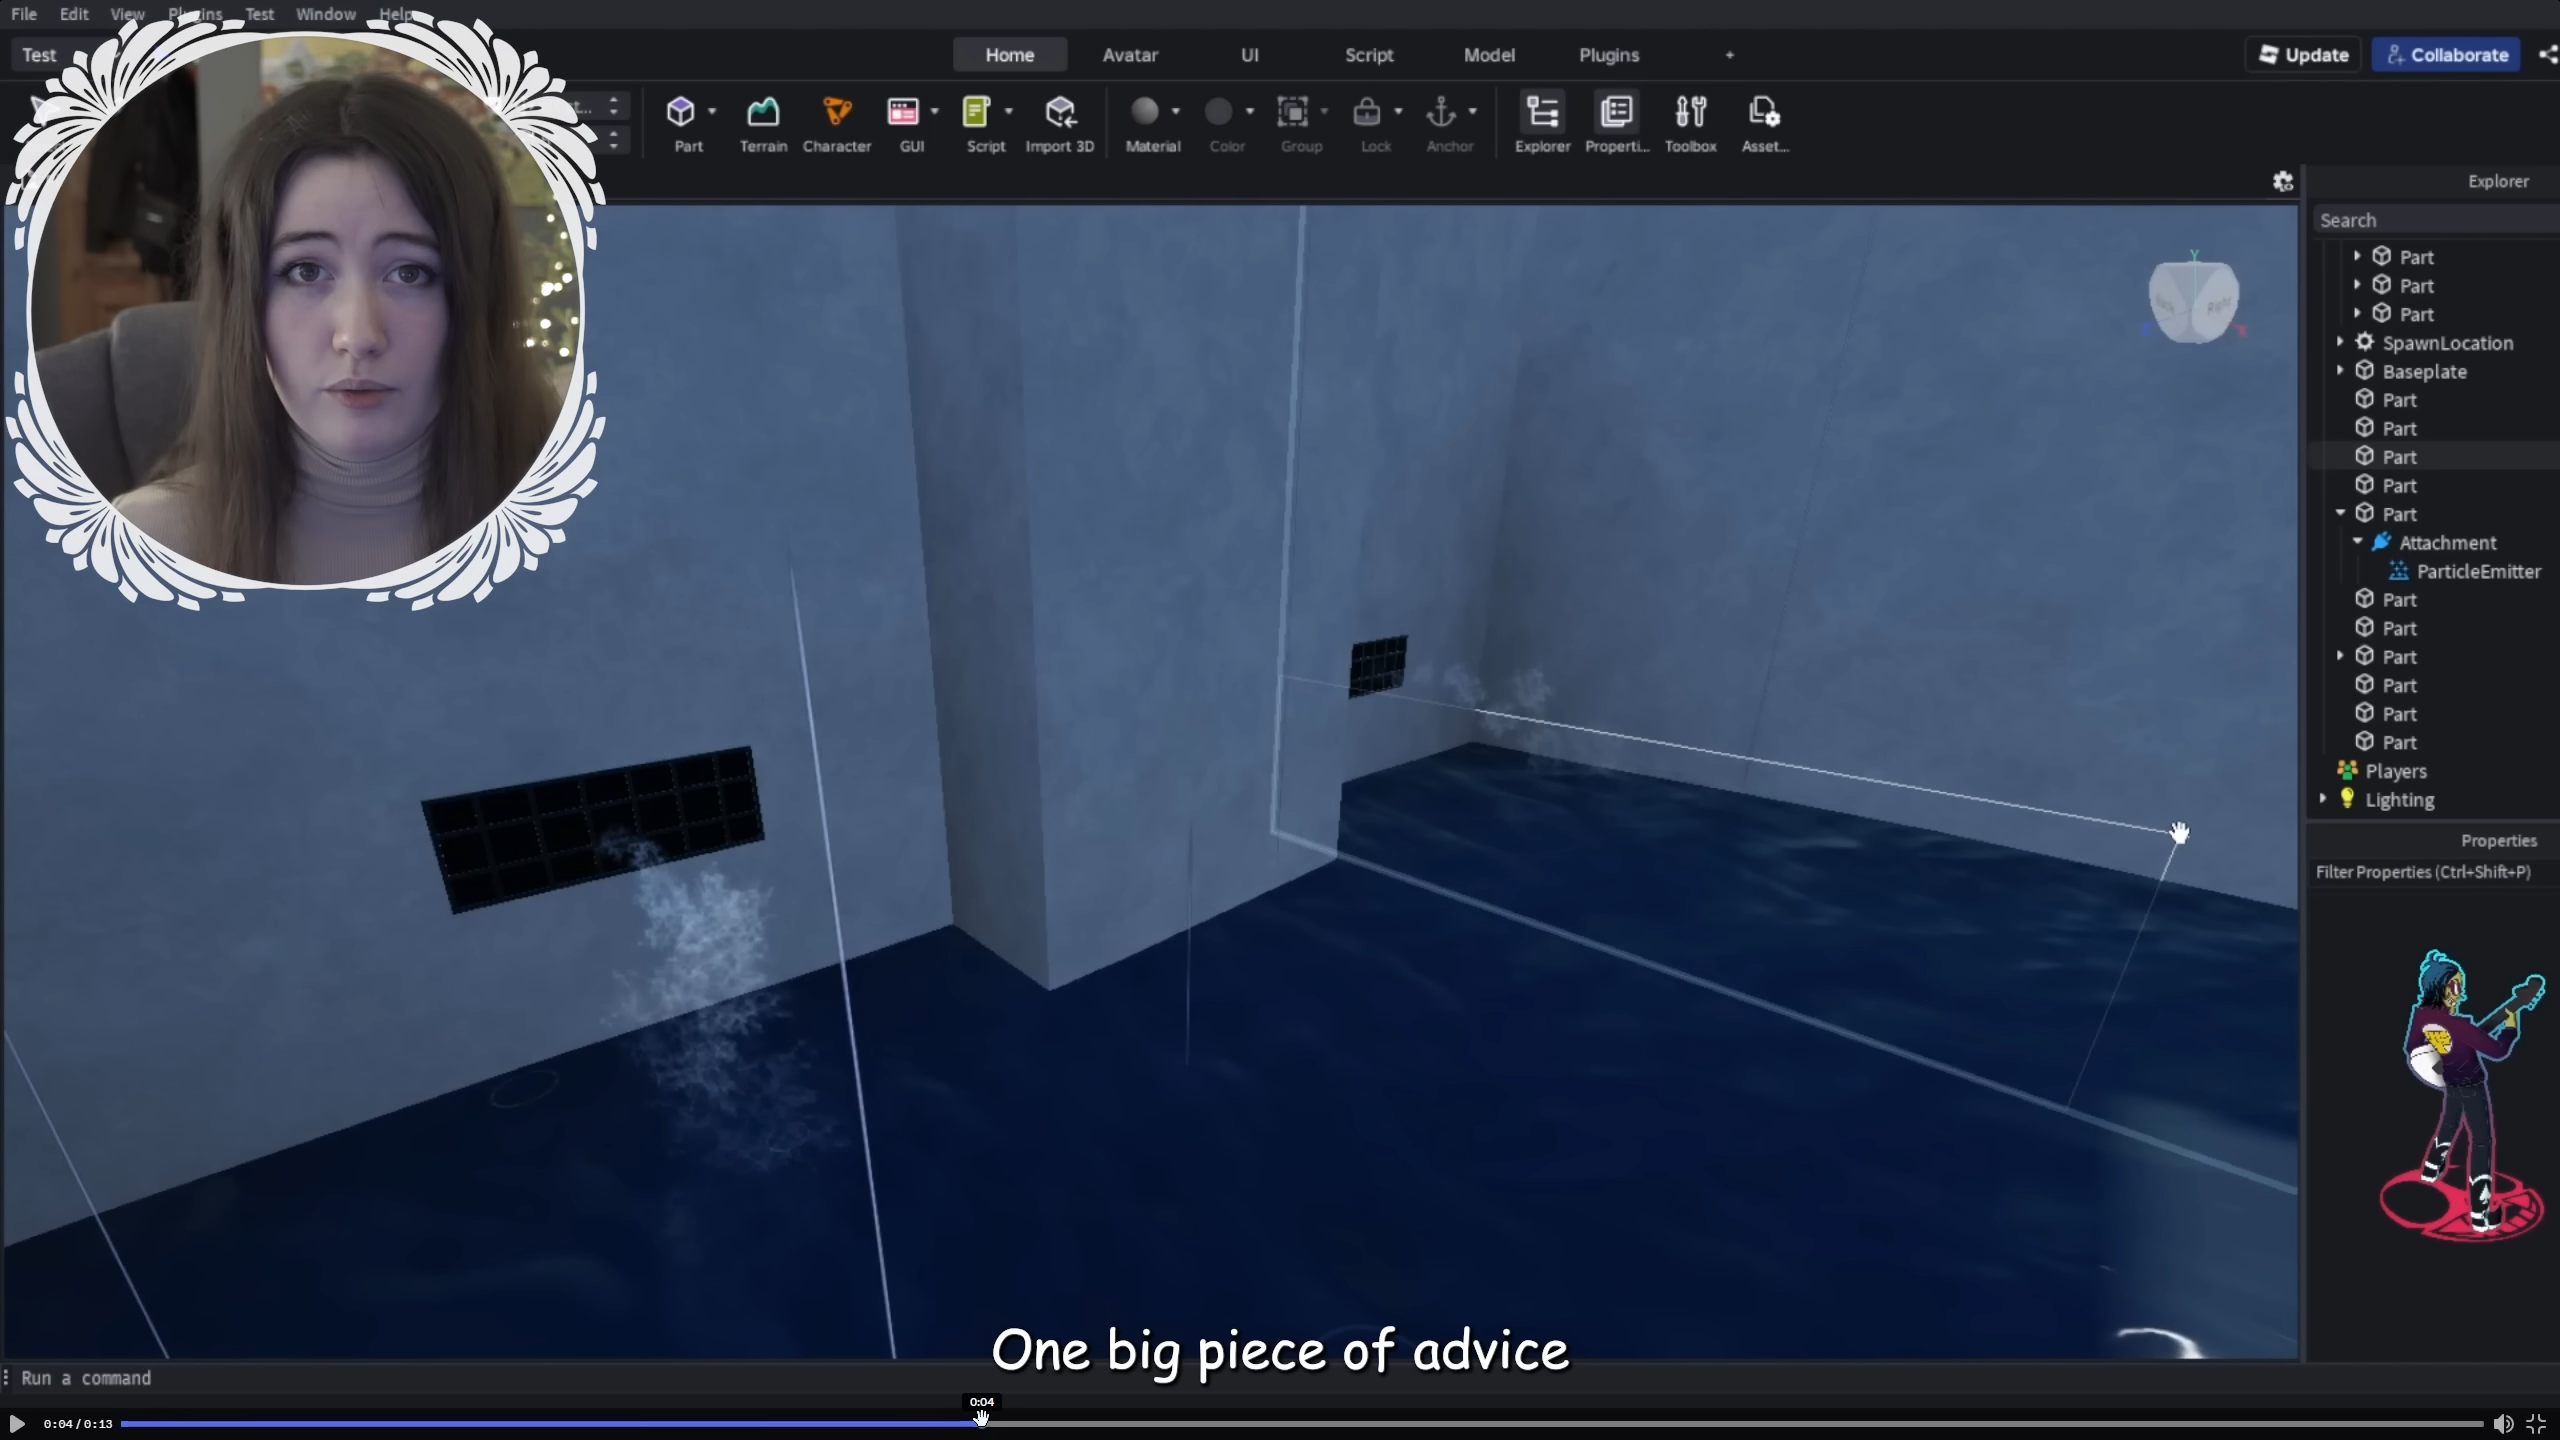 File Edit View Plugins Test Window Help
Test
Home Avatar UI Script Model Plugins +
Update Collaborate
Part Terrain Character GUI Script Import 3D Material Color Group Lock Anchor Explorer Properti... Toolbox Asset...
Explorer
Search
Part
Part
Part
SpawnLocation
Baseplate
Part
Part
Part
Part
Part
Attachment
ParticleEmitter
Part
Part
Part
Part
Part
Part
Players
Lighting
Properties
Filter Properties (Ctrl+Shift+P)
Y
One big piece of advice
Run a command
0:04
0:04 / 0:13